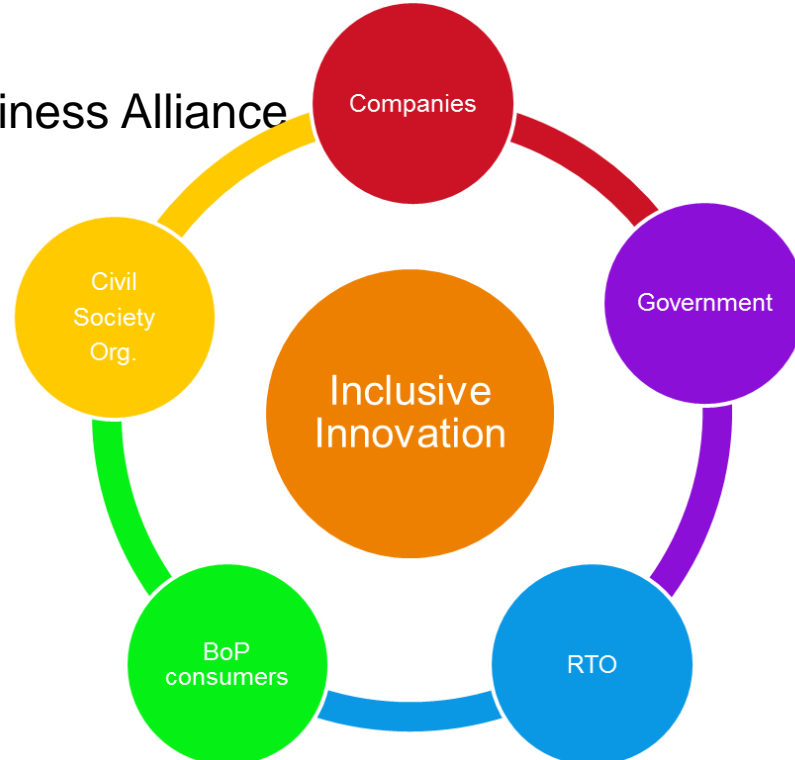 iness Alliance
Companies
Government
Civil
Society
Org.
Inclusive
Innovation
BoP
consumers
RTO